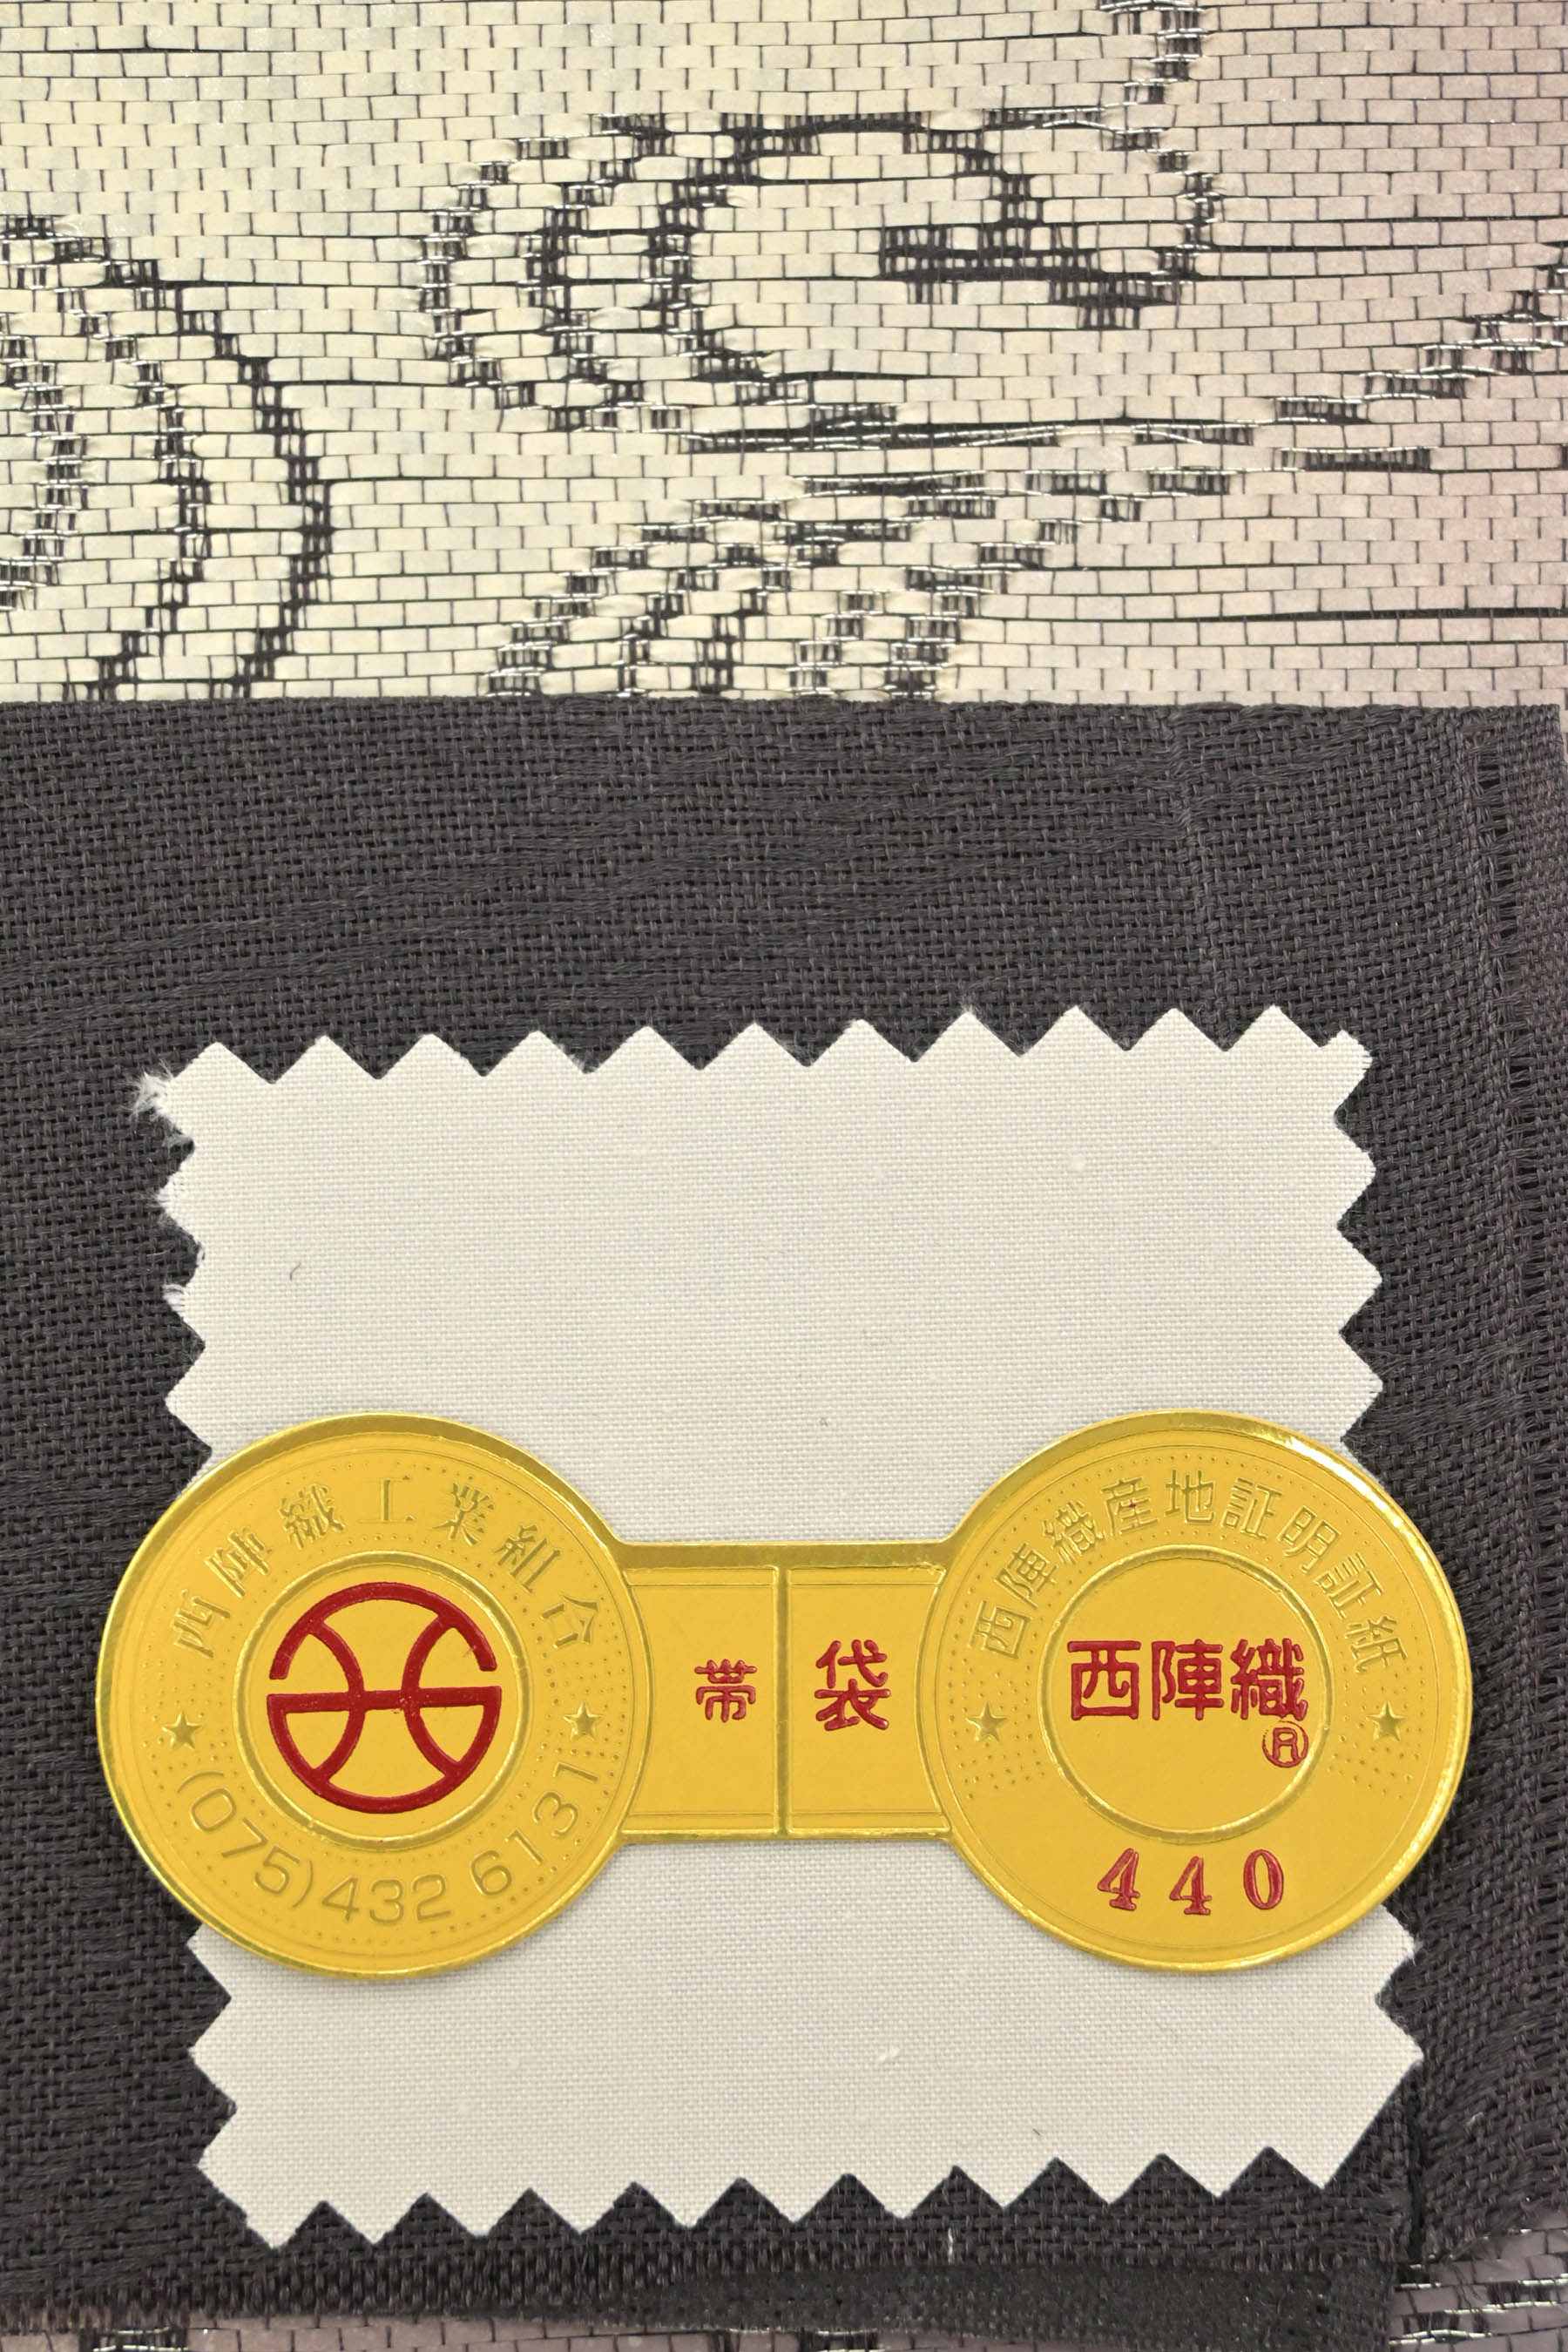 西陣織工業組合
(075)432 6131
帯 袋
西陣織産地証明証紙
西陣織
®
440